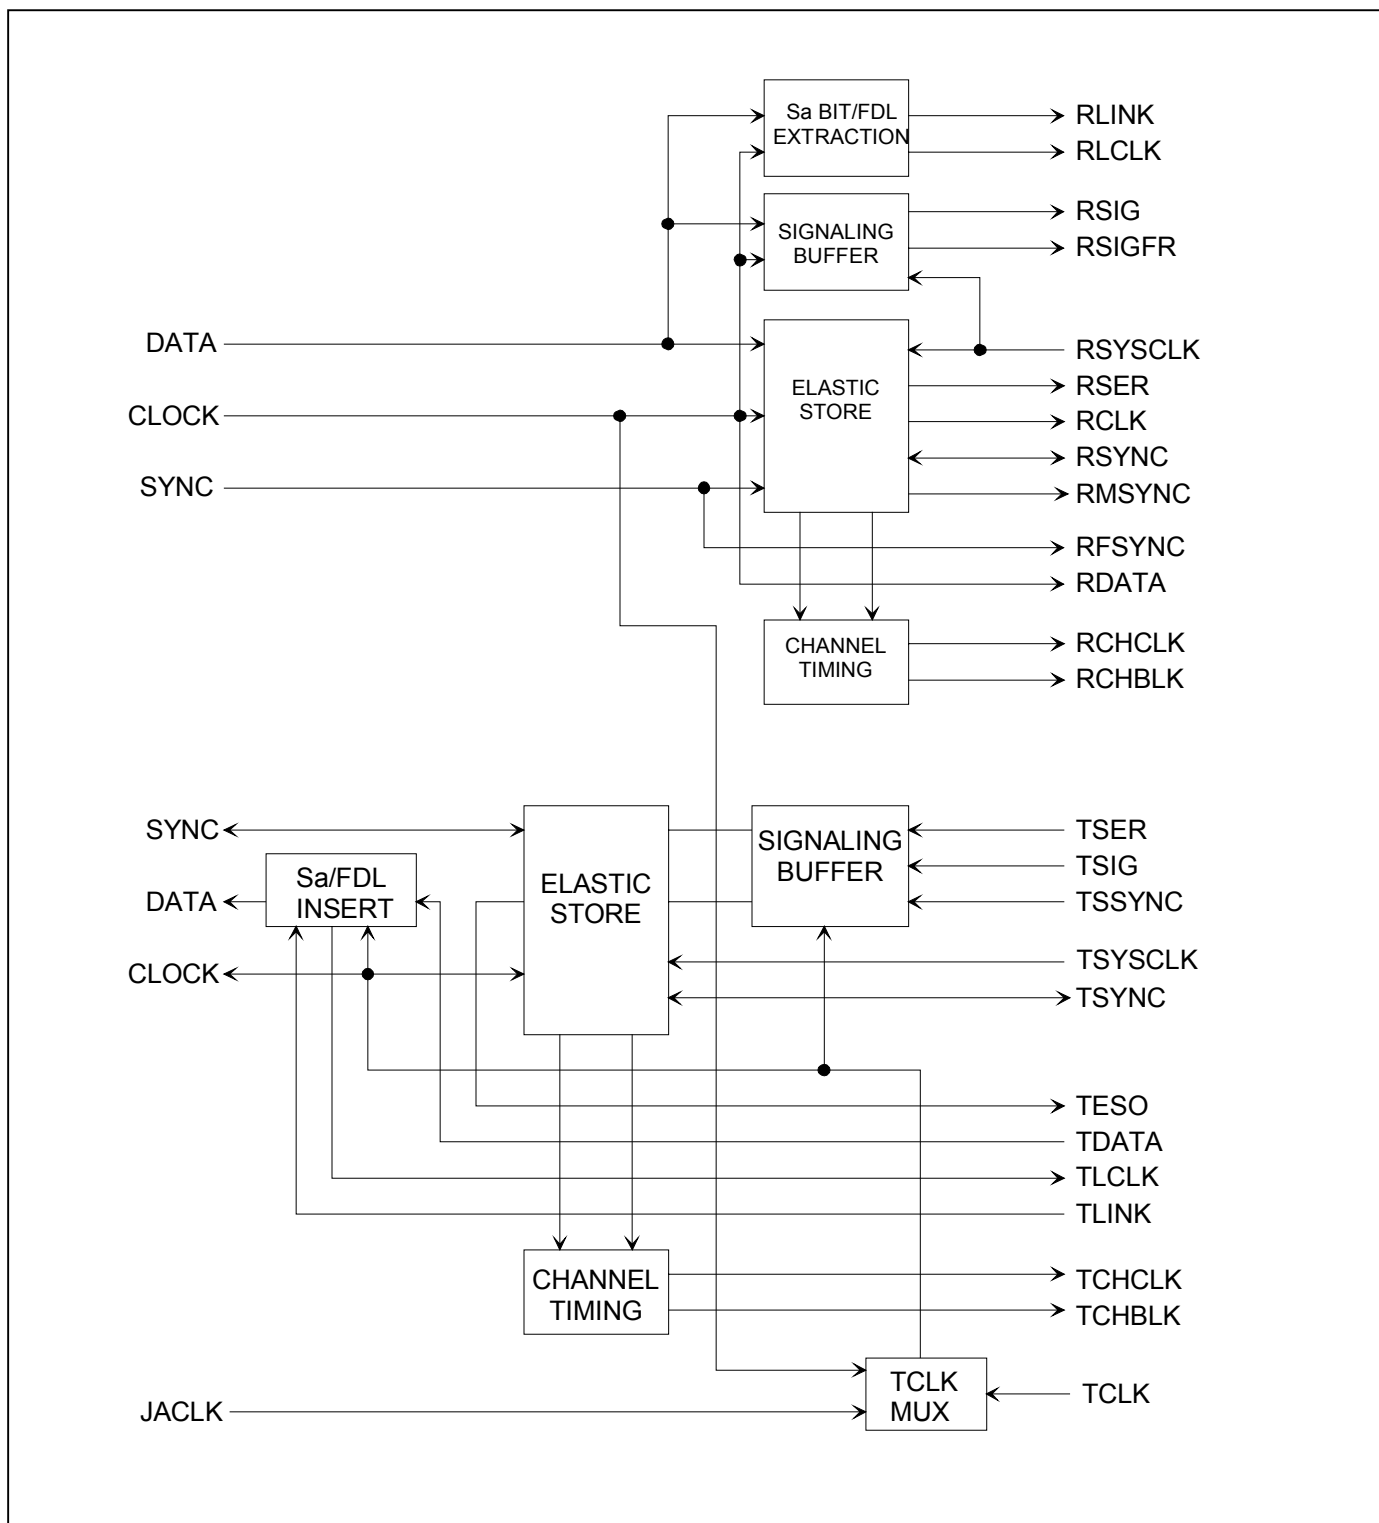 Sa BIT/FDL
EXTRACTION
RLINK
RLCLK
SIGNALING
BUFFER
RSIG
RSIGFR
DATA
CLOCK
SYNC
ELASTIC
STORE
RSYSCLK
RSER
RCLK
RSYNC
RMSYNC
RFSYNC
RDATA
CHANNEL
TIMING
RCHCLK
RCHBLK
SYNC
DATA
CLOCK
Sa/FDL
INSERT
ELASTIC
STORE
SIGNALING
BUFFER
TSER
TSIG
TSSYNC
TSYSCLK
TSYNC
TESO
TDATA
TLCLK
TLINK
CHANNEL
TIMING
TCHCLK
TCHBLK
JACLK
TCLK
MUX
TCLK